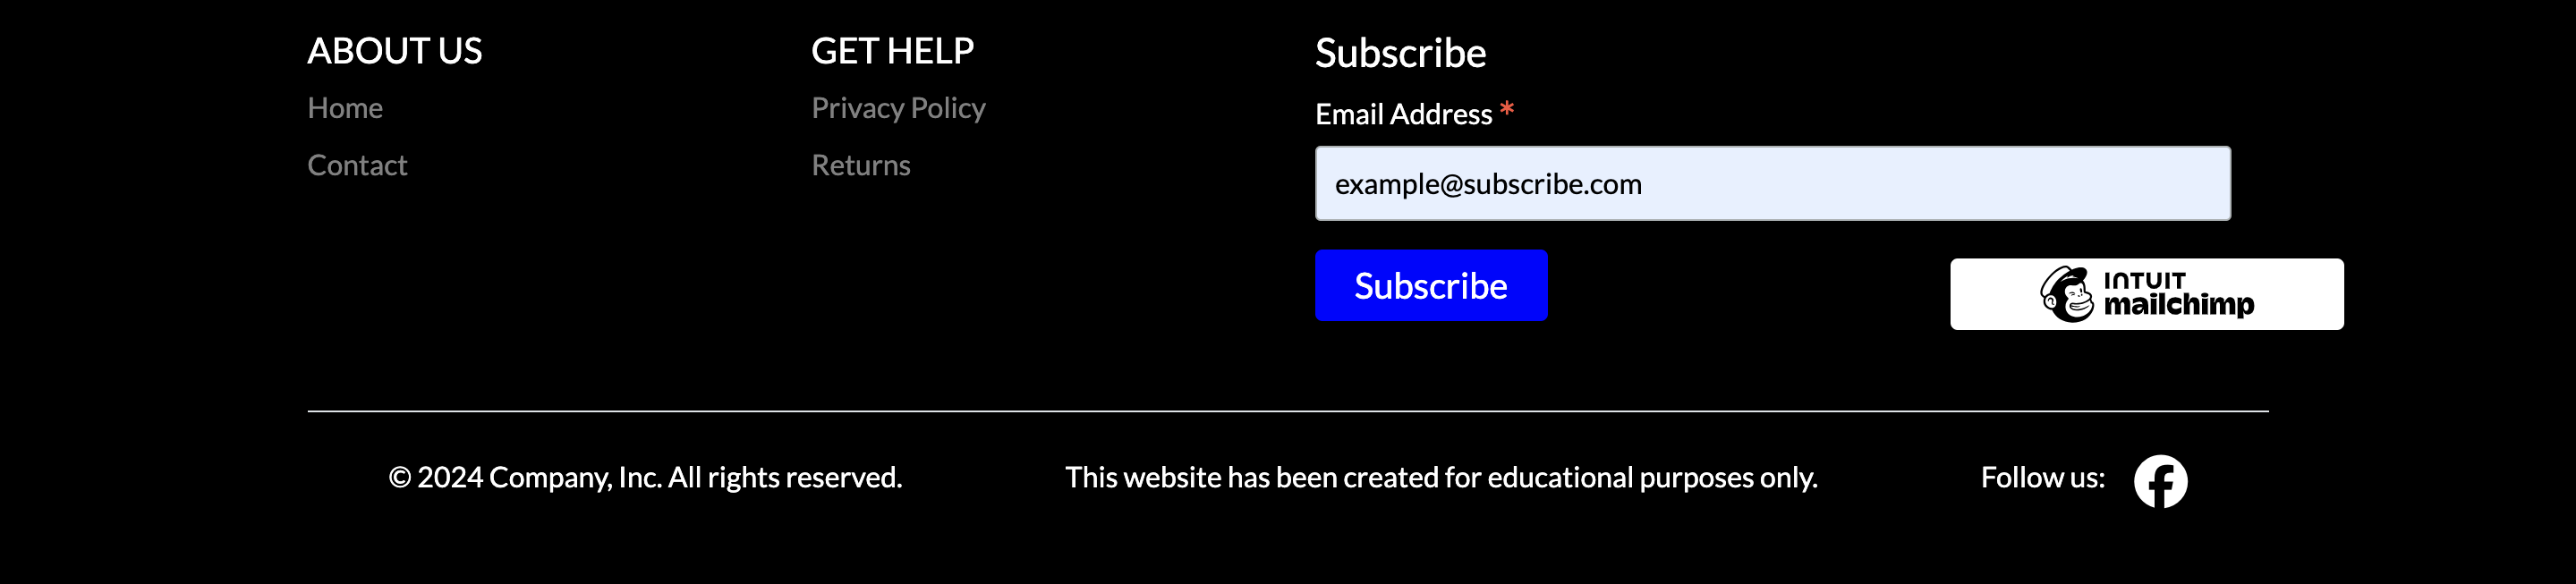 ABOUT US
Home
Contact
GET HELP
Privacy Policy
Returns
Subscribe
Email Address *
example@subscribe.com
Subscribe
INTUIT
mailchimp
© 2024 Company, Inc. All rights reserved.
This website has been created for educational purposes only.
Follow us: